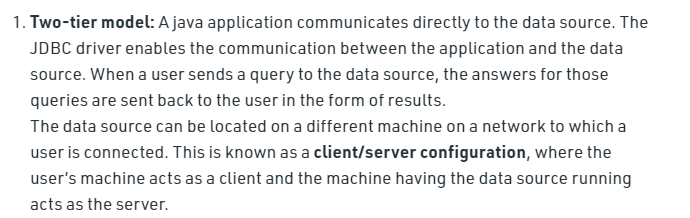 1. Two-tier model: A java application communicates directly to the data source. The
JDBC driver enables the communication between the application and the data
source. When a user sends a query to the data source, the answers for those
queries are sent back to the user in the form of results.
The data source can be located on a different machine on a network to which a
user is connected. This is known as a client/server configuration, where the
user's machine acts as a client and the machine having the data source running
acts as the server.